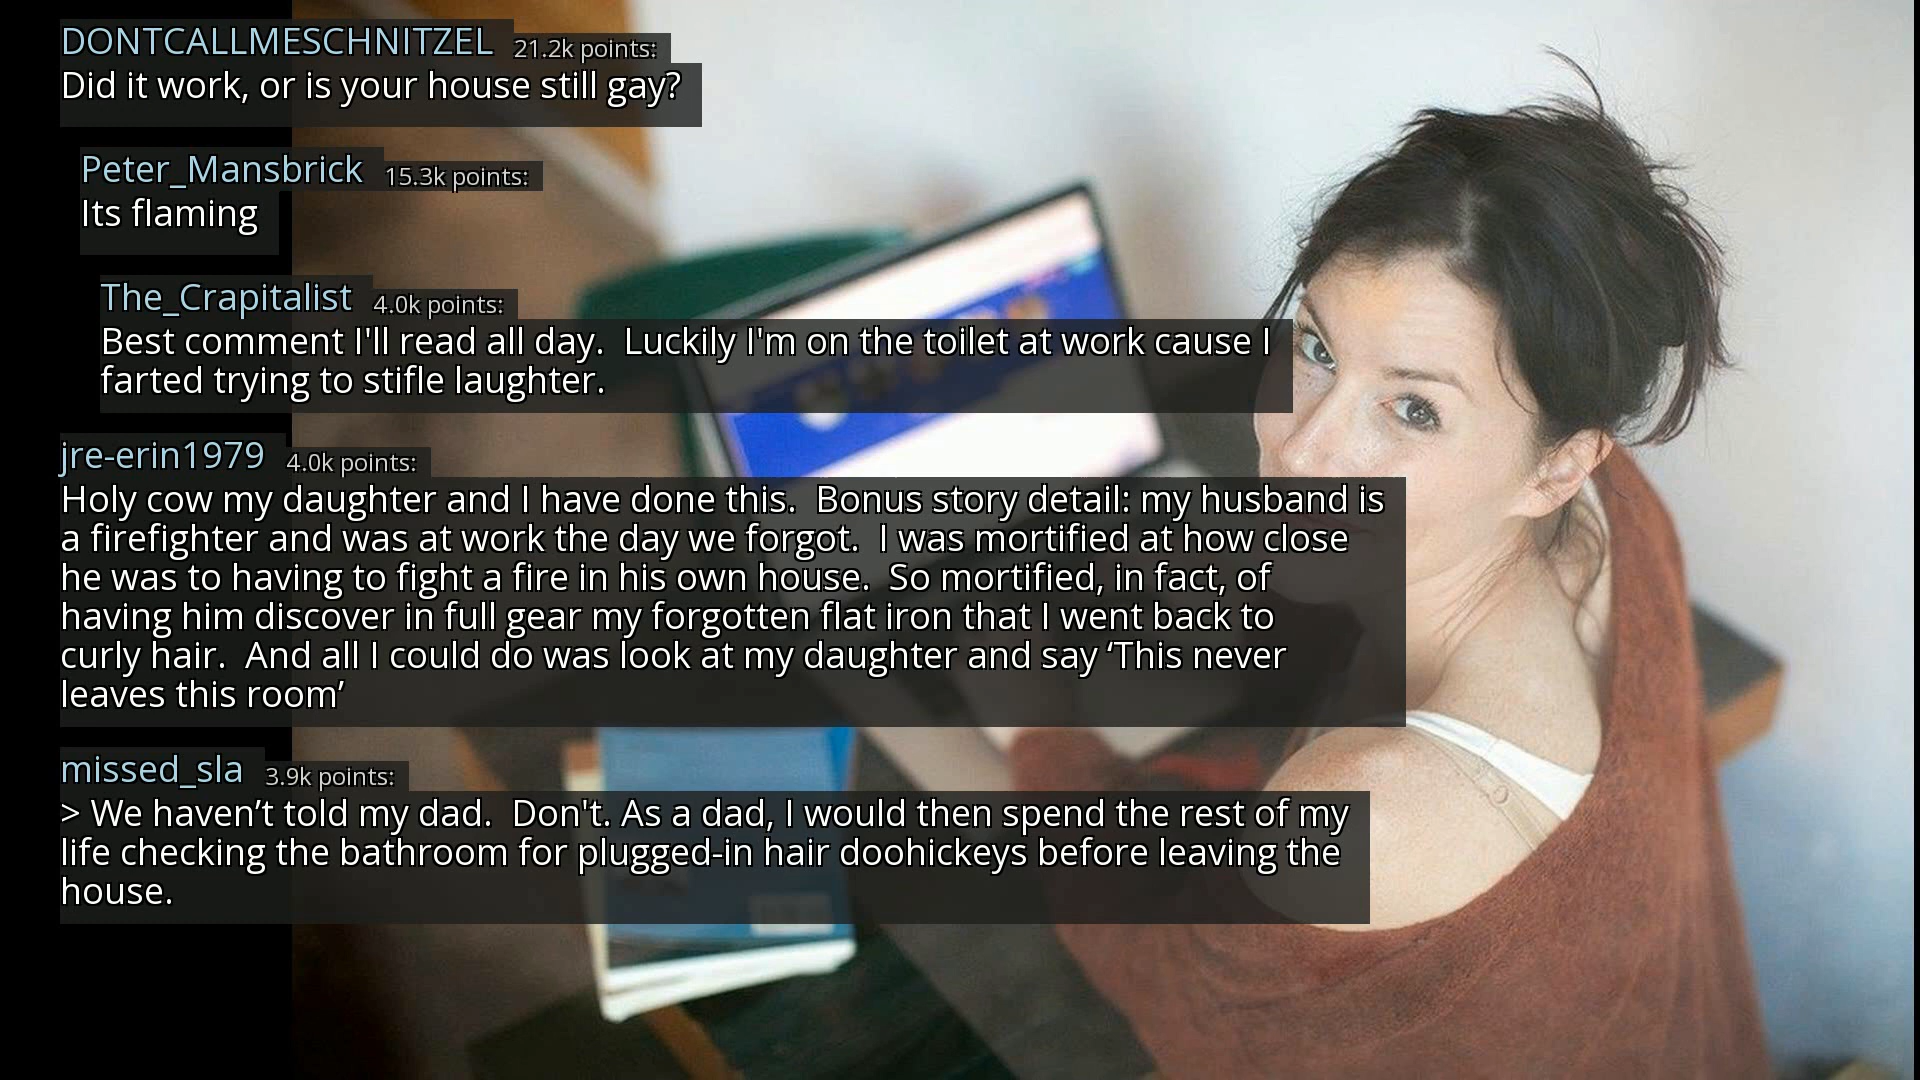 DONTCALLMESCHNITZEL 21.2k points:
Did it work, or is your house still gay?
Peter_Mansbrick 15.3k points:
Its flaming
The_Crapitalist 4.0k points:
Best comment I'll read all day.  Luckily I'm on the toilet at work cause I
farted trying to stifle laughter.
jre-erin1979 4.0k points:
Holy cow my daughter and I have done this.  Bonus story detail: my husband is
a firefighter and was at work the day we forgot.  I was mortified at how close
he was to having to fight a fire in his own house.  So mortified, in fact, of
having him discover in full gear my forgotten flat iron that I went back to
curly hair.  And all I could do was look at my daughter and say ‘This never
leaves this room’
missed_sla 3.9k points:
> We haven’t told my dad.  Don't. As a dad, I would then spend the rest of my
life checking the bathroom for plugged-in hair doohickeys before leaving the
house.